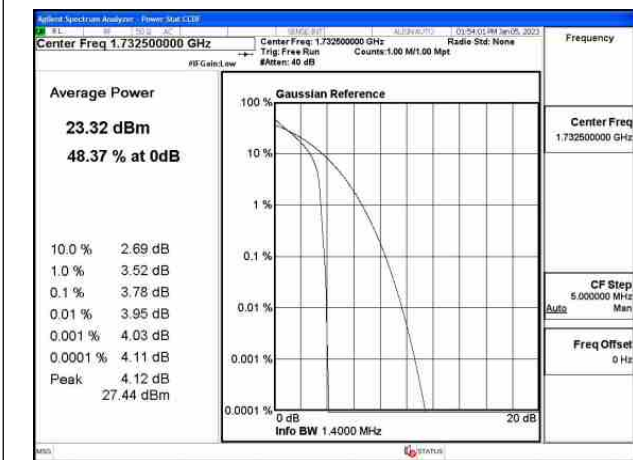 Agilent Spectrum Analyzer - Power Stat CCDF
RL RF 50 Ω AC SENSE:INT ALIGN AUTO 01:54:01 PM Jan 05, 2023
Center Freq 1.732500000 GHz
Center Freq: 1.732500000 GHz
Radio Std: None
Trig: Free Run Counts:1.00 M/1.00 Mpt
#IFGain:Low #Atten: 40 dB
Frequency
Average Power
23.32 dBm
48.37 % at 0dB
10.0 % 2.69 dB
1.0 % 3.52 dB
0.1 % 3.78 dB
0.01 % 3.95 dB
0.001 % 4.03 dB
0.0001 % 4.11 dB
Peak 4.12 dB
27.44 dBm
Gaussian Reference
100 %
10 %
1 %
0.1 %
0.01 %
0.001 %
0.0001 %
0 dB 20 dB
Info BW 1.4000 MHz
Center Freq
1.732500000 GHz
CF Step
5.000000 MHz
Auto Man
Freq Offset
0 Hz
MSG STATUS